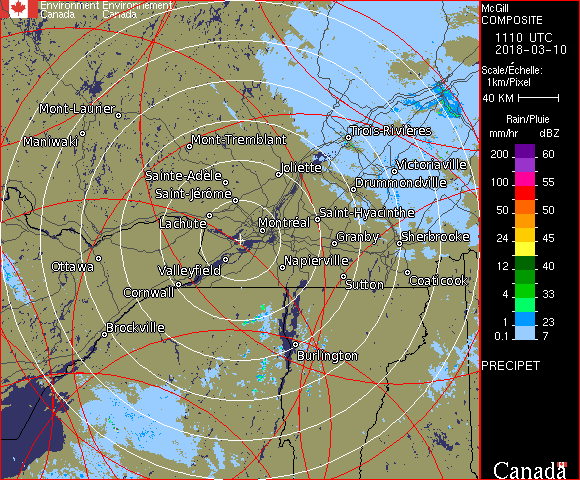 Environment Environnement
Canada Canada
McGill
COMPOSITE
1110 UTC
2018-03-10
Scale/Échelle:
1km/Pixel
40 KM
Rain/Pluie
mm/hr dBZ
200 60
100 55
50 50
24 45
12 40
4 33
1 23
0.1 7
PRECIPET
Canada
Mont-Laurier
Maniwaki
Mont-Tremblant
Trois-Rivières
Sainte-Adèle
Joliette
Victoriaville
Saint-Jérôme
Drummondville
Lachute
Montréal
Saint-Hyacinthe
Granby
Sherbrooke
Ottawa
Valleyfield
Napierville
Cornwall
Sutton
Coaticook
Brockville
Burlington